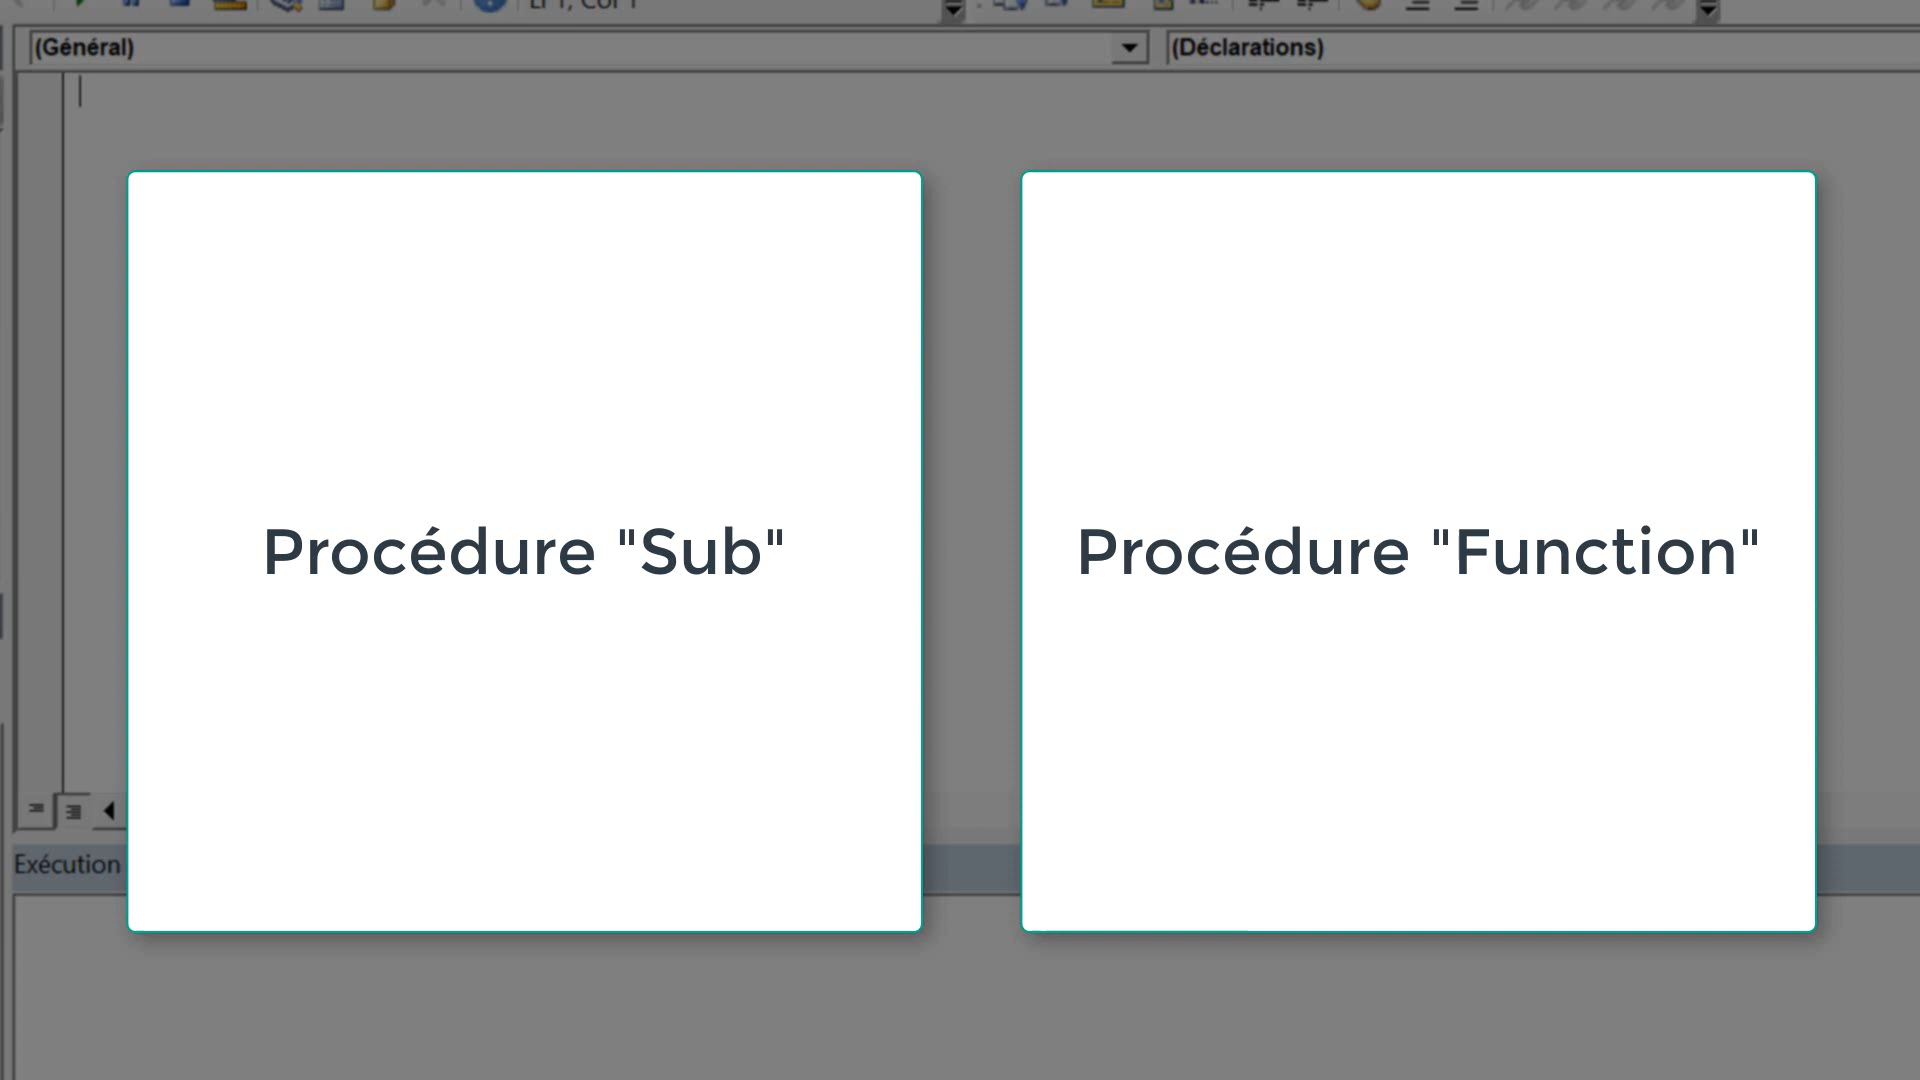 (Général)
(Déclarations)
Procédure "Sub"
Procédure "Function"
Exécution